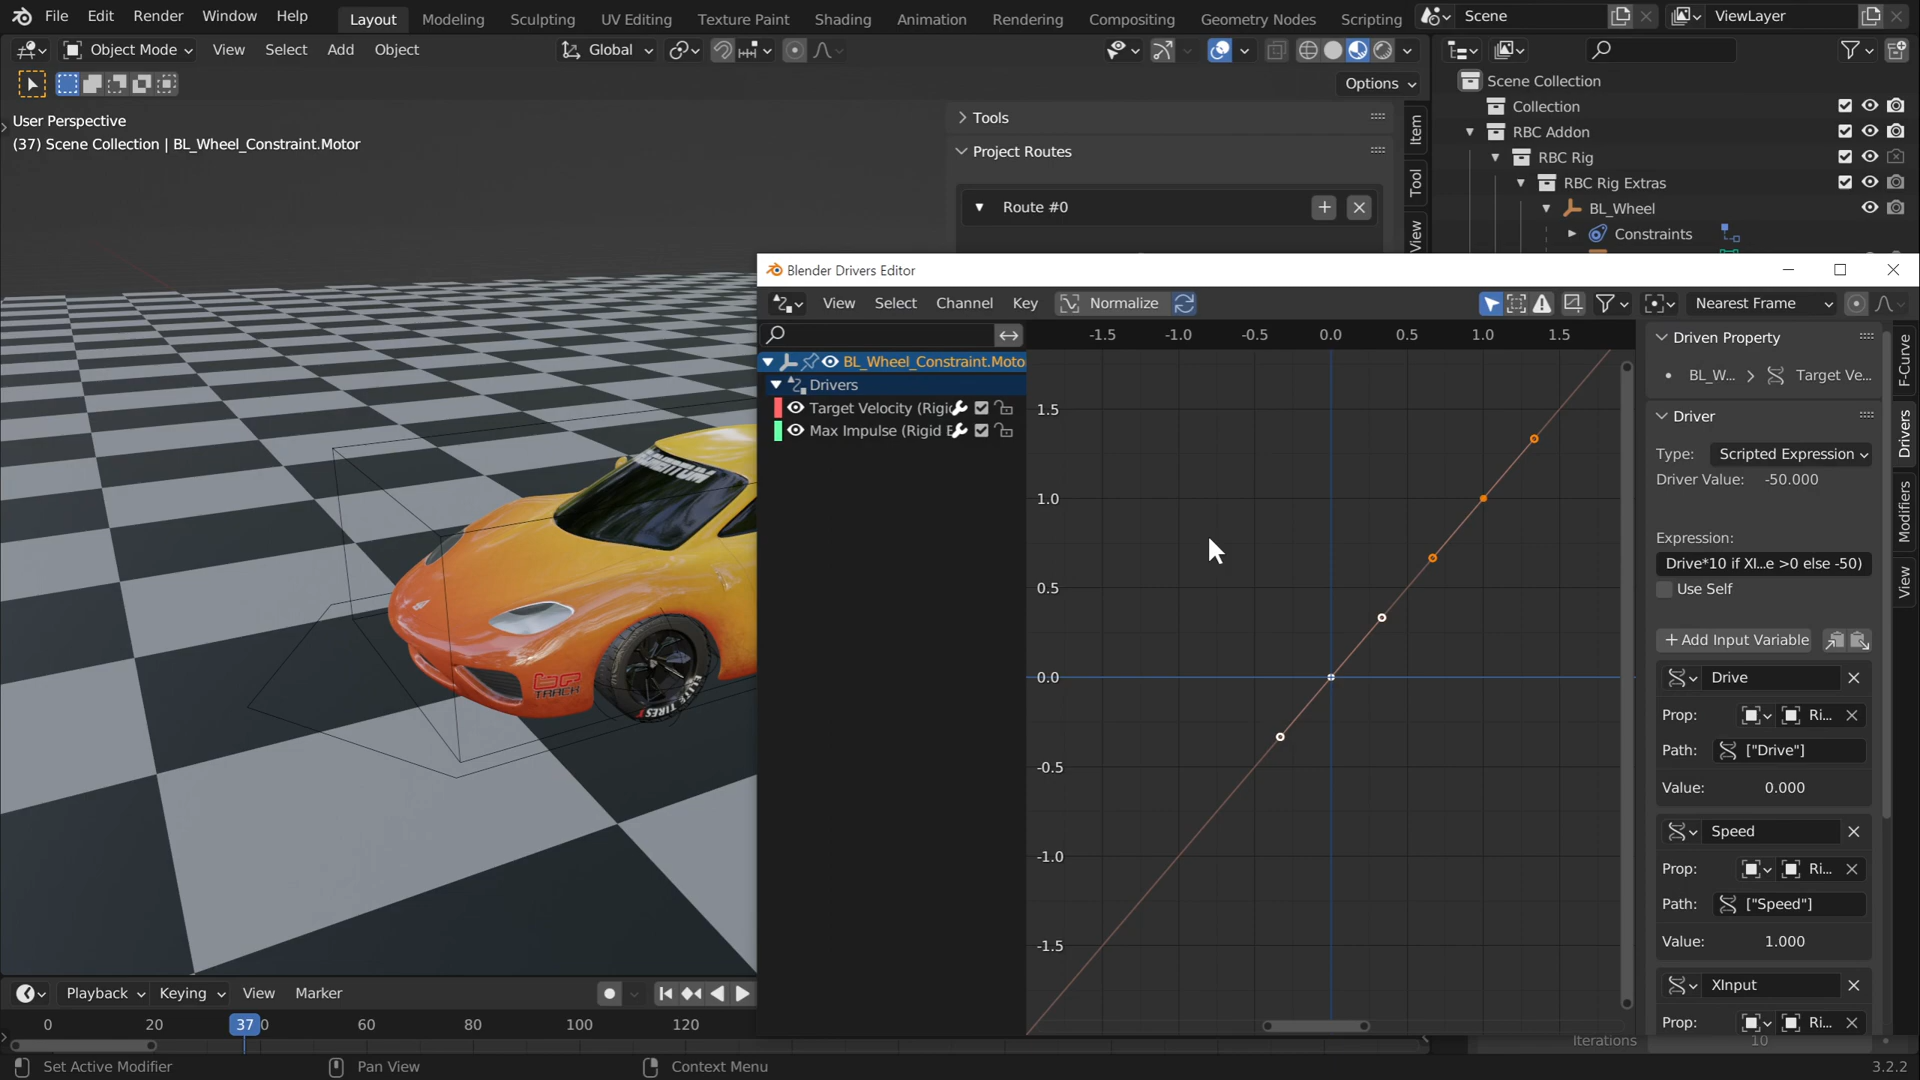 File Edit Render Window Help Layout Modeling Sculpting UV Editing Texture Paint Shading Animation Rendering Compositing Geometry Nodes Scripting Scene ViewLayer
Object Mode View Select Add Object Global
Options
User Perspective
(37) Scene Collection | BL_Wheel_Constraint.Motor
Tools
Project Routes
Route #0
Item
Tool
View
Scene Collection
Collection
RBC Addon
RBC Rig
RBC Rig Extras
BL_Wheel
Constraints
Blender Drivers Editor
View Select Channel Key Normalize Nearest Frame
-1.5 -1.0 -0.5 0.0 0.5 1.0 1.5
BL_Wheel_Constraint.Moto
Drivers
Target Velocity (Rigi
Max Impulse (Rigid
1.5
1.0
0.5
0.0
-0.5
-1.0
-1.5
Driven Property
BL_W... Target Ve...
Driver
Type: Scripted Expression
Driver Value: -50.000
Expression:
Drive*10 if XI...e >0 else -50)
Use Self
Add Input Variable
Drive
Prop: Ri...
Path: ["Drive"]
Value: 0.000
Speed
Prop: Ri...
Path: ["Speed"]
Value: 1.000
XInput
Prop: Ri...
F-Curve
Drivers
Modifiers
View
TRACK
ELITE TIRES
Playback Keying View Marker
0 20 37 0 60 80 100 120
Iterations 10
Set Active Modifier Pan View Context Menu 3.2.2